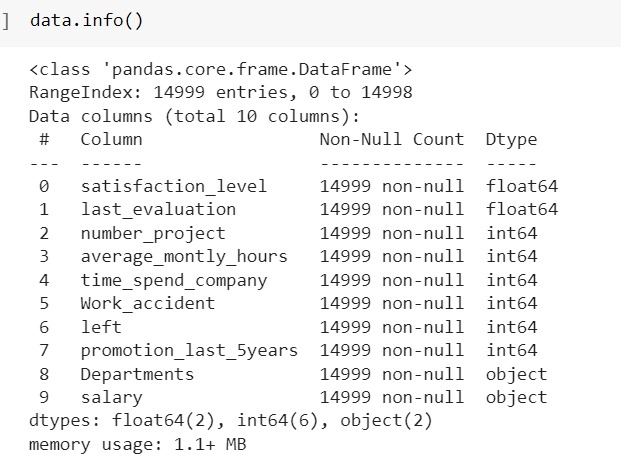 ] data.info()
<class 'pandas.core.frame.DataFrame'>
RangeIndex: 14999 entries, 0 to 14998
Data columns (total 10 columns):
 #   Column                 Non-Null Count  Dtype
---  ------                 --------------  -----
 0   satisfaction_level     14999 non-null  float64
 1   last_evaluation        14999 non-null  float64
 2   number_project         14999 non-null  int64
 3   average_montly_hours   14999 non-null  int64
 4   time_spend_company     14999 non-null  int64
 5   Work_accident          14999 non-null  int64
 6   left                   14999 non-null  int64
 7   promotion_last_5years  14999 non-null  int64
 8   Departments            14999 non-null  object
 9   salary                 14999 non-null  object
dtypes: float64(2), int64(6), object(2)
memory usage: 1.1+ MB